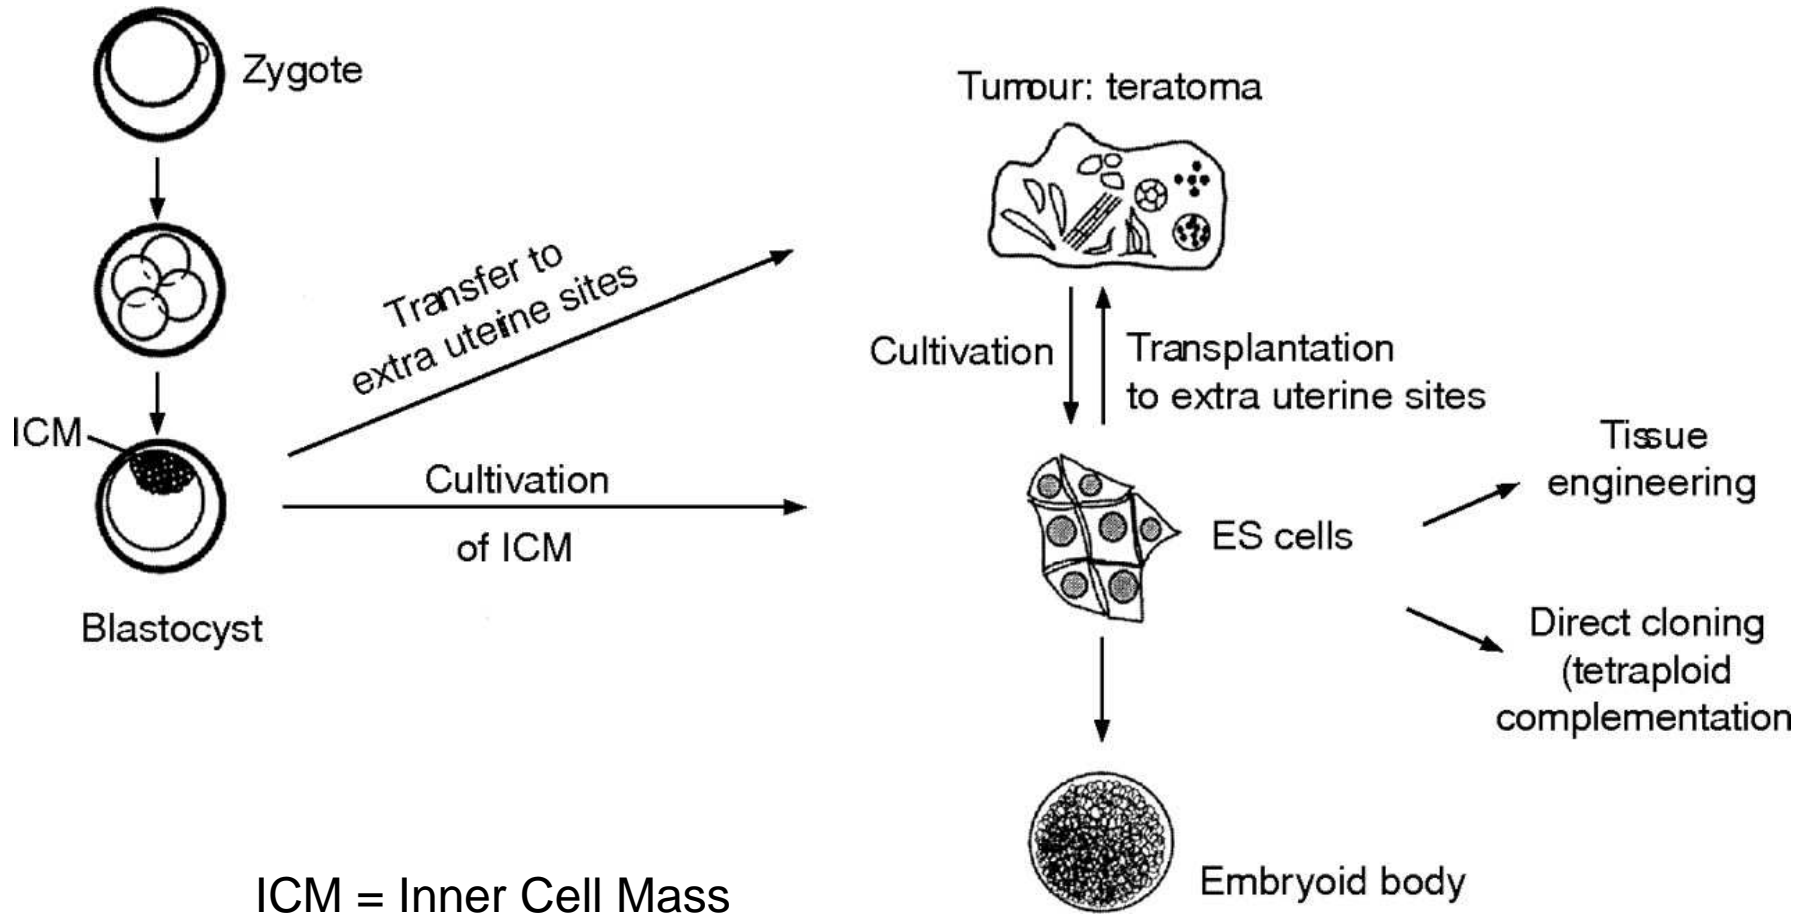 Zygote
Tumour: teratoma
Transfer to
extra uterine sites
Cultivation
Transplantation
to extra uterine sites
ICM
Cultivation
of ICM
Blastocyst
ES cells
Tissue
engineering
Direct cloning
(tetraploid
complementation
Embryoid body
ICM = Inner Cell Mass